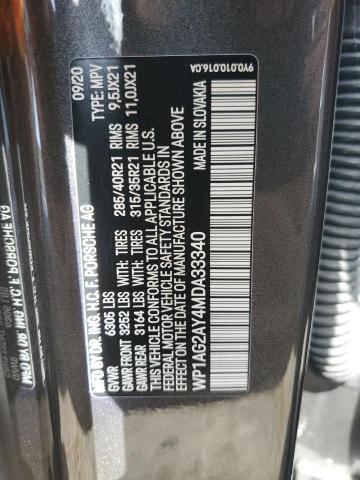 MFD BY DR. ING. H.C. F. PORSCHE AG 09/20
GVWR 6305 LBS TYPE: MPV
GAWR FRONT 3252 LBS WITH: TIRES 285/40R21 RIMS 9,5JX21
GAWR REAR 3164 LBS WITH: TIRES 315/35R21 RIMS 11,0JX21
THIS VEHICLE CONFORMS TO ALL APPLICABLE U.S.
FEDERAL MOTOR VEHICLE SAFETY STANDARDS IN
EFFECT ON THE DATE OF MANUFACTURE SHOWN ABOVE
WP1AG2AY4MDA39340 MADE IN SLOVAKIA
9Y0.010.016.CA